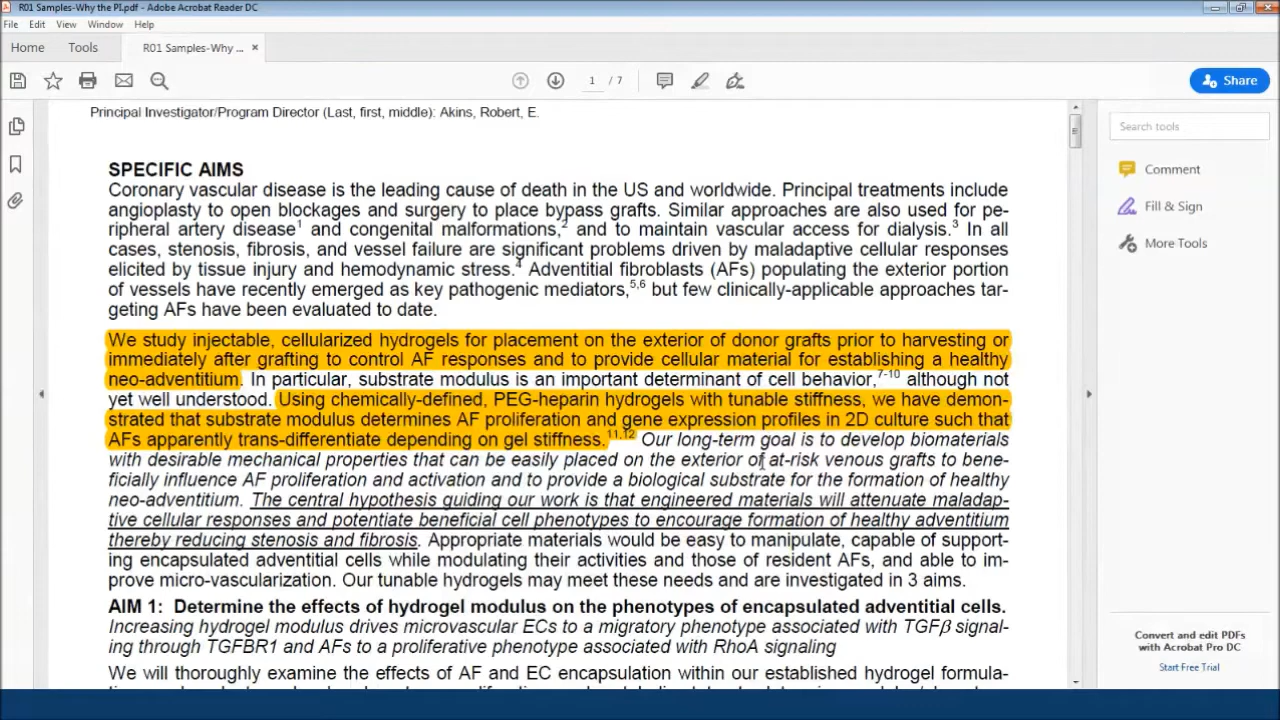 R01 Samples-Why the PI.pdf - Adobe Acrobat Reader DC
File Edit View Window Help
Home Tools R01 Samples-Why ... ×
1 / 7
Share
Principal Investigator/Program Director (Last, first, middle): Akins, Robert, E.
Search tools
Comment
Fill & Sign
More Tools
SPECIFIC AIMS
Coronary vascular disease is the leading cause of death in the US and worldwide. Principal treatments include
angioplasty to open blockages and surgery to place bypass grafts. Similar approaches are also used for pe-
ripheral artery disease1 and congenital malformations,2 and to maintain vascular access for dialysis.3 In all
cases, stenosis, fibrosis, and vessel failure are significant problems driven by maladaptive cellular responses
elicited by tissue injury and hemodynamic stress.4 Adventitial fibroblasts (AFs) populating the exterior portion
of vessels have recently emerged as key pathogenic mediators,5,6 but few clinically-applicable approaches tar-
geting AFs have been evaluated to date.
We study injectable, cellularized hydrogels for placement on the exterior of donor grafts prior to harvesting or
immediately after grafting to control AF responses and to provide cellular material for establishing a healthy
neo-adventitium. In particular, substrate modulus is an important determinant of cell behavior,7-10 although not
yet well understood. Using chemically-defined, PEG-heparin hydrogels with tunable stiffness, we have demon-
strated that substrate modulus determines AF proliferation and gene expression profiles in 2D culture such that
AFs apparently trans-differentiate depending on gel stiffness.11,12 Our long-term goal is to develop biomaterials
with desirable mechanical properties that can be easily placed on the exterior of at-risk venous grafts to bene-
ficially influence AF proliferation and activation and to provide a biological substrate for the formation of healthy
neo-adventitium. The central hypothesis guiding our work is that engineered materials will attenuate maladap-
tive cellular responses and potentiate beneficial cell phenotypes to encourage formation of healthy adventitium
thereby reducing stenosis and fibrosis. Appropriate materials would be easy to manipulate, capable of support-
ing encapsulated adventitial cells while modulating their activities and those of resident AFs, and able to im-
prove micro-vascularization. Our tunable hydrogels may meet these needs and are investigated in 3 aims.
AIM 1: Determine the effects of hydrogel modulus on the phenotypes of encapsulated adventitial cells.
Increasing hydrogel modulus drives microvascular ECs to a migratory phenotype associated with TGFβ signal-
ing through TGFBR1 and AFs to a proliferative phenotype associated with RhoA signaling
We will thoroughly examine the effects of AF and EC encapsulation within our established hydrogel formula-
Convert and edit PDFs
with Acrobat Pro DC
Start Free Trial